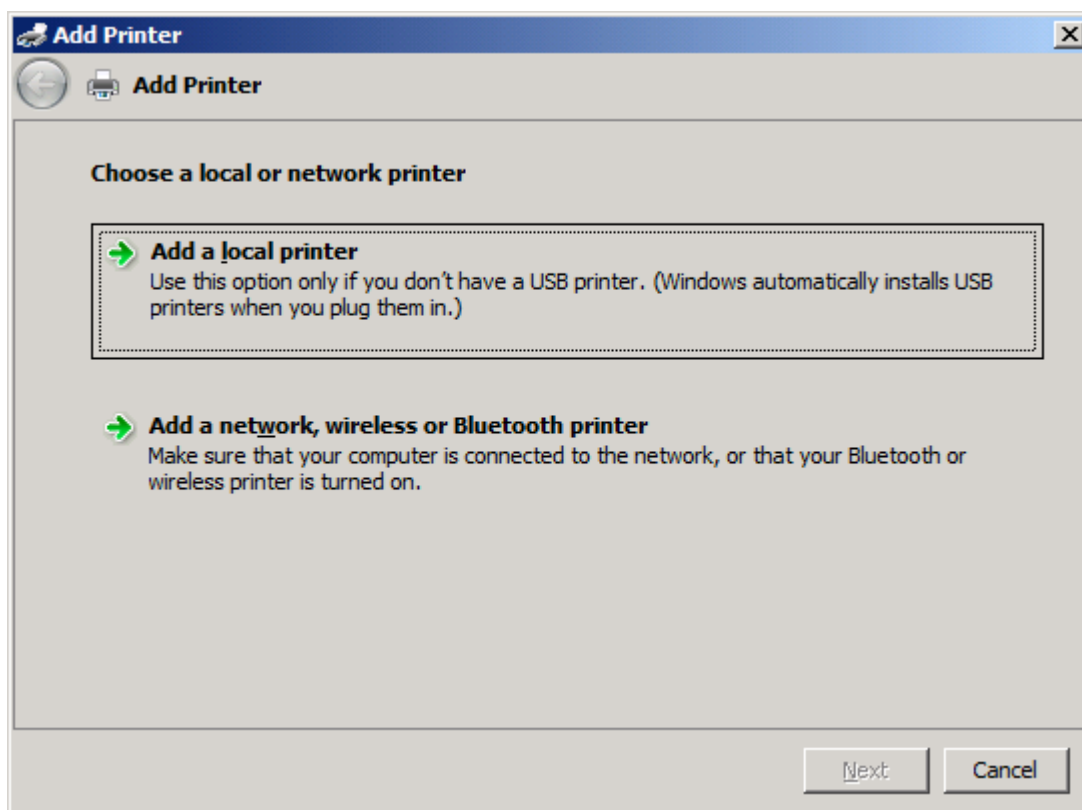 Add Printer
Add Printer
Choose a local or network printer
Add a local printer
Use this option only if you don't have a USB printer. (Windows automatically installs USB
printers when you plug them in.)
Add a network, wireless or Bluetooth printer
Make sure that your computer is connected to the network, or that your Bluetooth or
wireless printer is turned on.
Next
Cancel